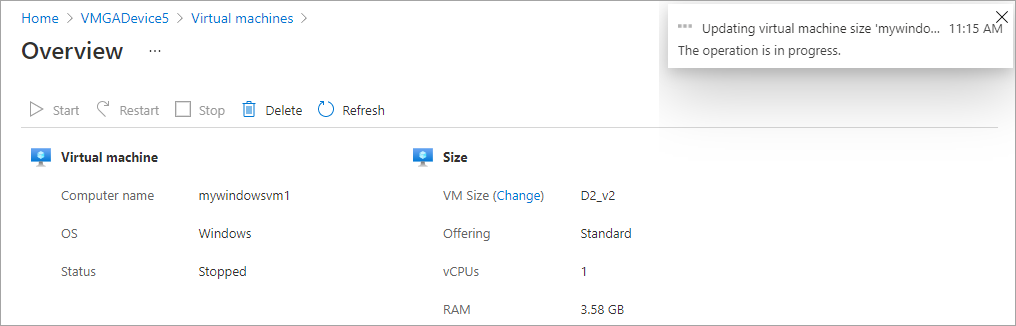 Home > VMGADevice5 > Virtual machines >
Updating virtual machine size 'mywindo... 11:15 AM
The operation is in progress.
Overview ...
Start Restart Stop Delete Refresh
Virtual machine
Computer name mywindowsvm1
OS Windows
Status Stopped
Size
VM Size (Change) D2_v2
Offering Standard
vCPUs 1
RAM 3.58 GB